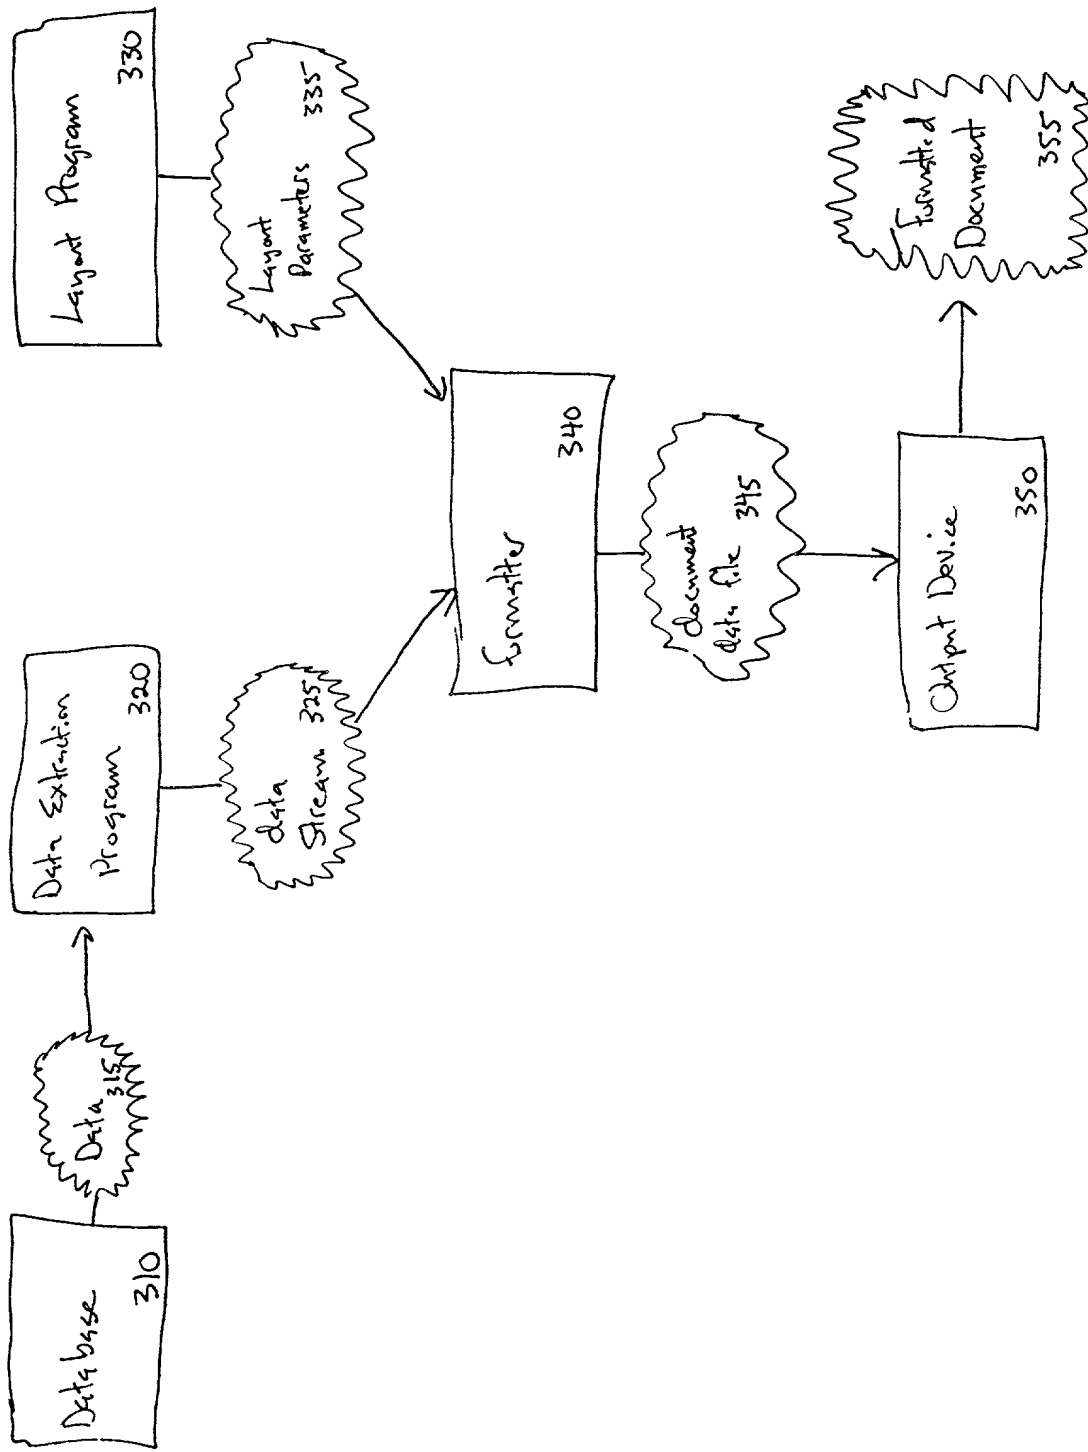 Database
310
Data
315
Data Extraction
Program
320
data
Stream 325
Layout Program
330
Layout
Parameters
335
Formatter
340
document
data file 345
Output Device
350
Formatted
Document
355